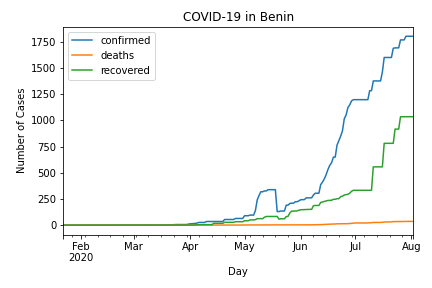 COVID-19 in Benin
confirmed
deaths
recovered
Number of Cases
1750
1500
1250
1000
750
500
250
0
Feb Mar Apr May Jun Jul Aug
2020
Day